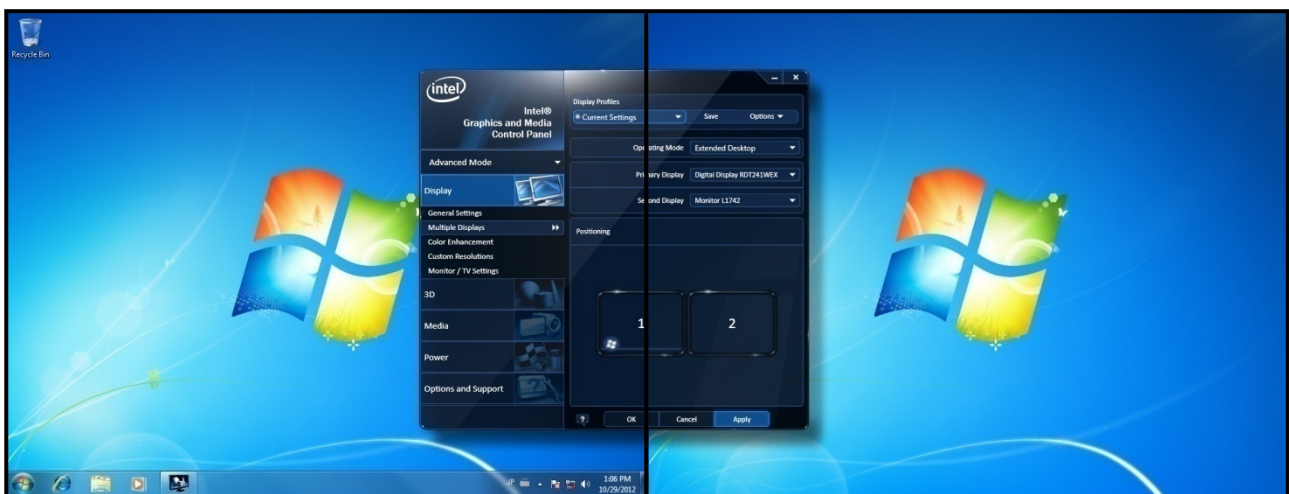 Recycle Bin
intel
Intel®
Graphics and Media
Control Panel
Advanced Mode
Display
General Settings
Multiple Displays
Color Enhancement
Custom Resolutions
Monitor / TV Settings
3D
Media
Power
Options and Support
Display Profiles
* Current Settings
Save
Options
Operating Mode
Extended Desktop
Primary Display
Digital Display RDT241WEX
Second Display
Monitor L1742
Positioning
1
2
?
OK
Cancel
Apply
JP
1:06 PM
10/29/2012